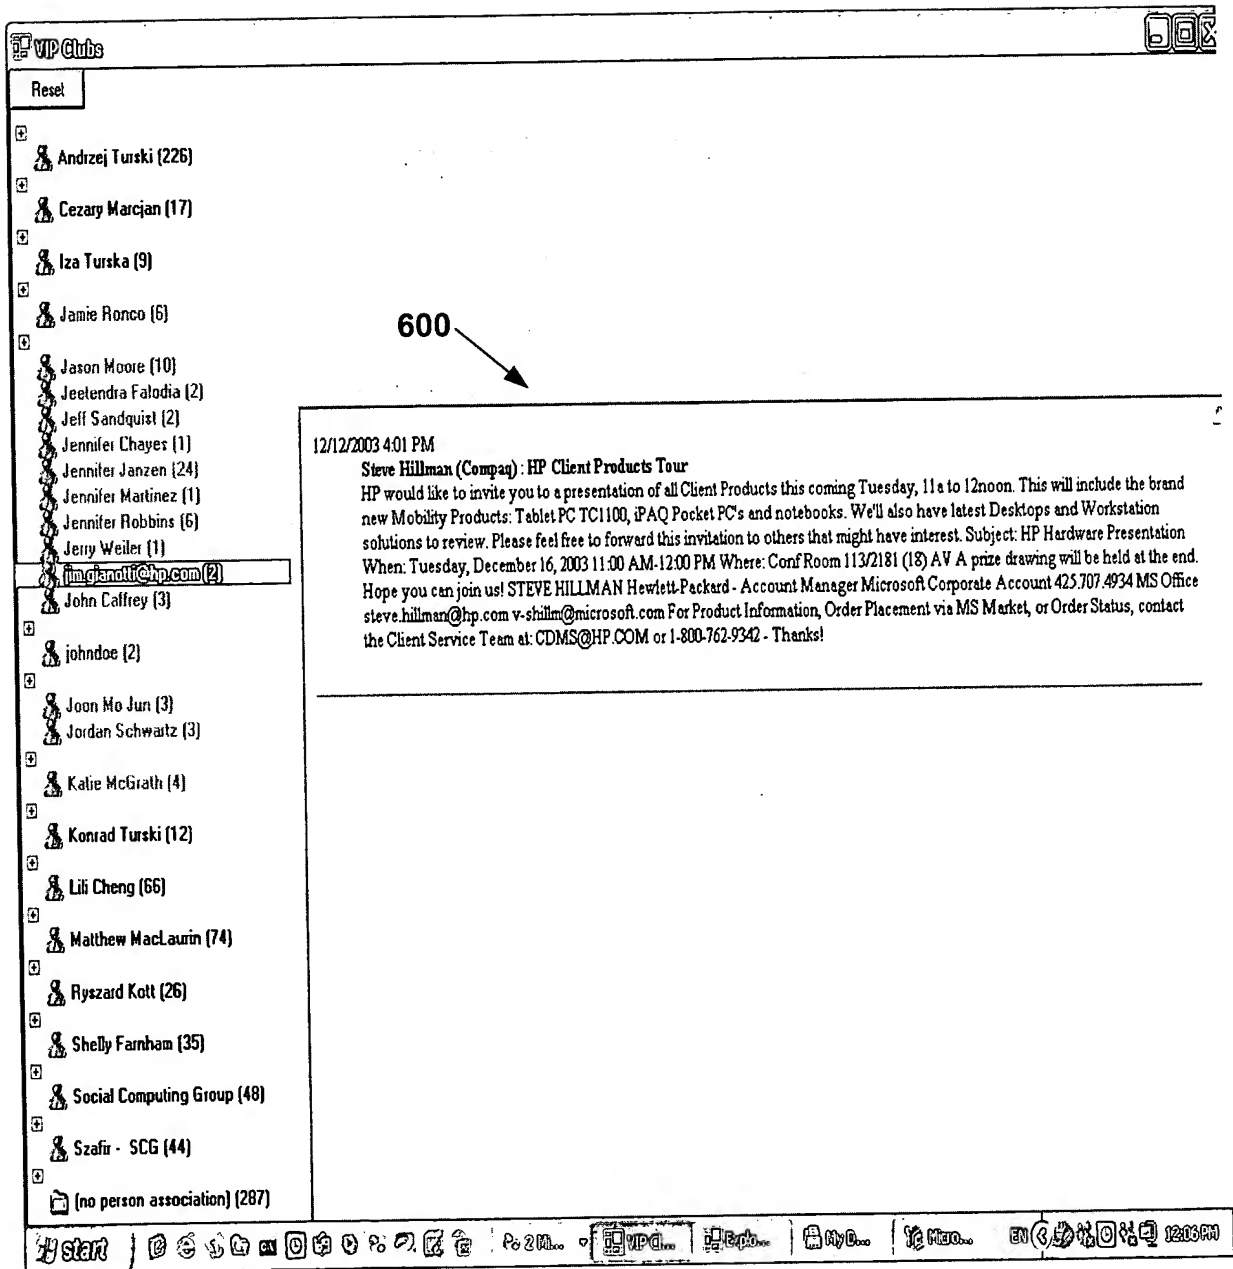 VIP Clubs
Reset
Andrzej Turski (226)
Cezary Marcjan (17)
Iza Turska (9)
Jamie Ronco (6)
600
Jason Moore (10)
Jeetendra Falodia (2)
Jeff Sandquist (2)
Jennifer Chayes (1)
Jennifer Janzen (24)
Jennifer Martinez (1)
Jennifer Robbins (6)
Jerry Weiler (1)
jim.gianotti@hp.com (2)
John Caffrey (3)
johndoe (2)
Joon Mo Jun (3)
Jordan Schwartz (3)
Katie McGrath (4)
Konrad Turski (12)
Lili Cheng (66)
Matthew MacLaurin (74)
Ryszard Kott (26)
Shelly Farnham (35)
Social Computing Group (48)
Szafir - SCG (44)
(no person association) (287)
12/12/2003 4:01 PM
Steve Hillman (Compaq) : HP Client Products Tour
HP would like to invite you to a presentation of all Client Products this coming Tuesday, 11a to 12noon. This will include the brand
new Mobility Products: Tablet PC TC1100, iPAQ Pocket PC's and notebooks. We'll also have latest Desktops and Workstation
solutions to review. Please feel free to forward this invitation to others that might have interest. Subject: HP Hardware Presentation
When: Tuesday, December 16, 2003 11:00 AM-12:00 PM Where: Conf Room 113/2181 (18) AV A prize drawing will be held at the end.
Hope you can join us! STEVE HILLMAN Hewlett-Packard - Account Manager Microsoft Corporate Account 425.707.4934 MS Office
steve.hillman@hp.com v-shillm@microsoft.com For Product Information, Order Placement via MS Market, or Order Status, contact
the Client Service Team at: CDMS@HP.COM or 1-800-762-9342 - Thanks!
start 2 Mi... VIP Cl... Explo... My D... Micro... EN 12:06 PM